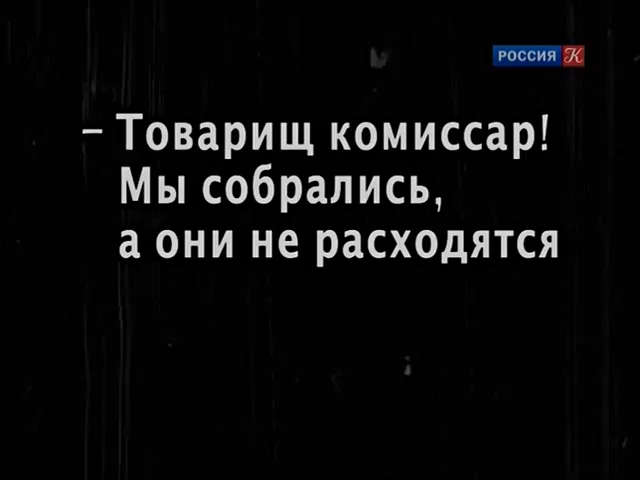 РОССИЯ К
– Товарищ комиссар!
Мы собрались,
а они не расходятся